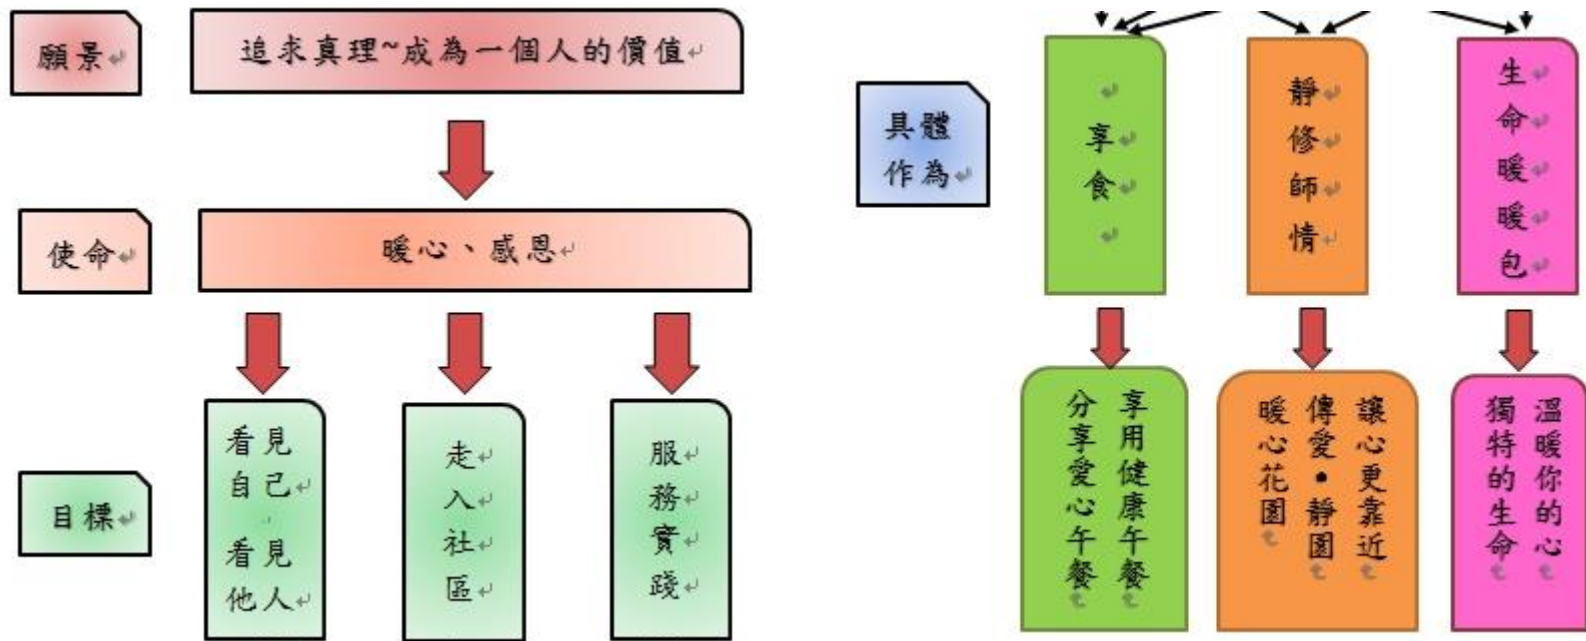 願景
追求真理~成為一個人的價值
使命
暖心、感恩
目標
看見
自己
看見
他人
走入社區
服務實踐
具體
作為
享食
靜修師情
生命暖暖包
享用健康午餐
分享愛心午餐
讓心更靠近
傳愛•靜園
暖心花園
溫暖你的心
獨特的生命